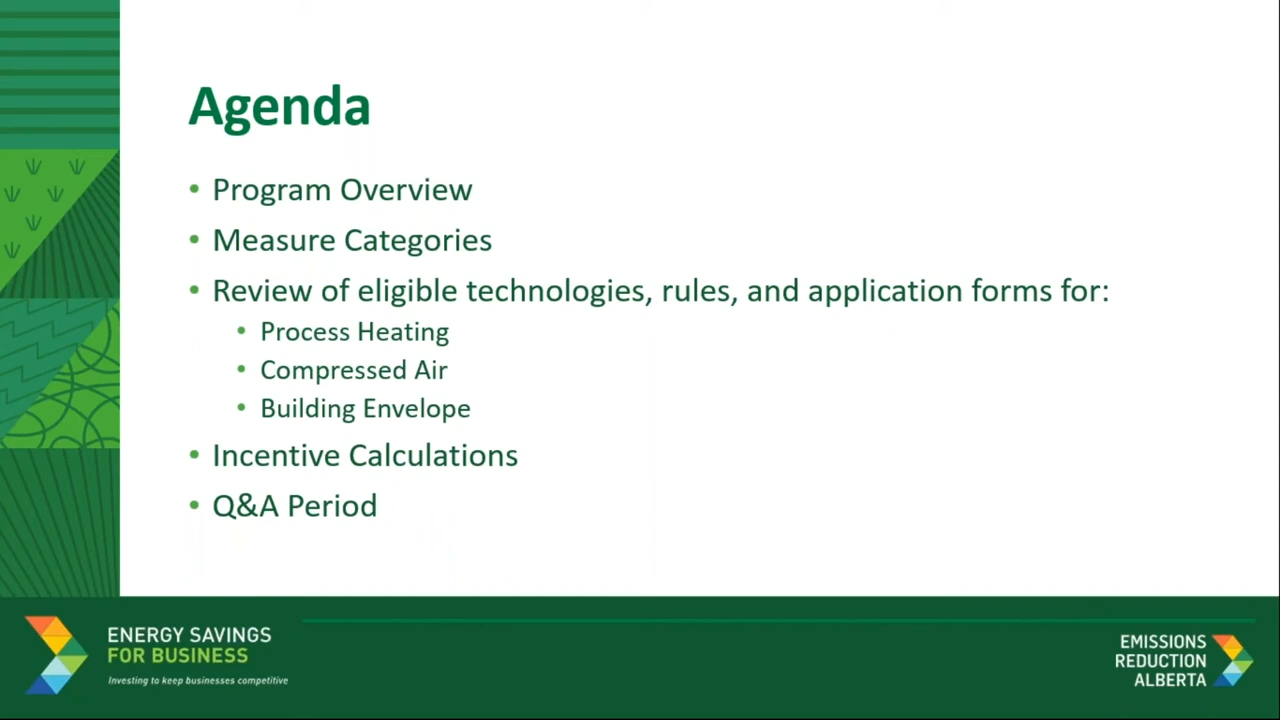 Agenda
• Program Overview
• Measure Categories
• Review of eligible technologies, rules, and application forms for:
• Process Heating
• Compressed Air
• Building Envelope
• Incentive Calculations
• Q&A Period
ENERGY SAVINGS
FOR BUSINESS
Investing to keep businesses competitive
EMISSIONS
REDUCTION
ALBERTA